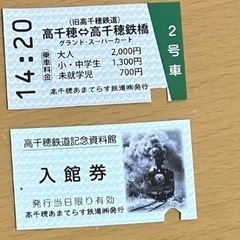 14:20
(旧高千穂鉄道)
高千穂⇔高千穂鉄橋
グランド・スーパーカート
乗車料金
大人 2,000円
小・中学生 1,300円
未就学児 700円
高千穂あまてらす鉄道㈱発行
2号車
高千穂鉄道記念資料館
入館券
発行当日限り有効
高千穂あまてらす鉄道㈱発行